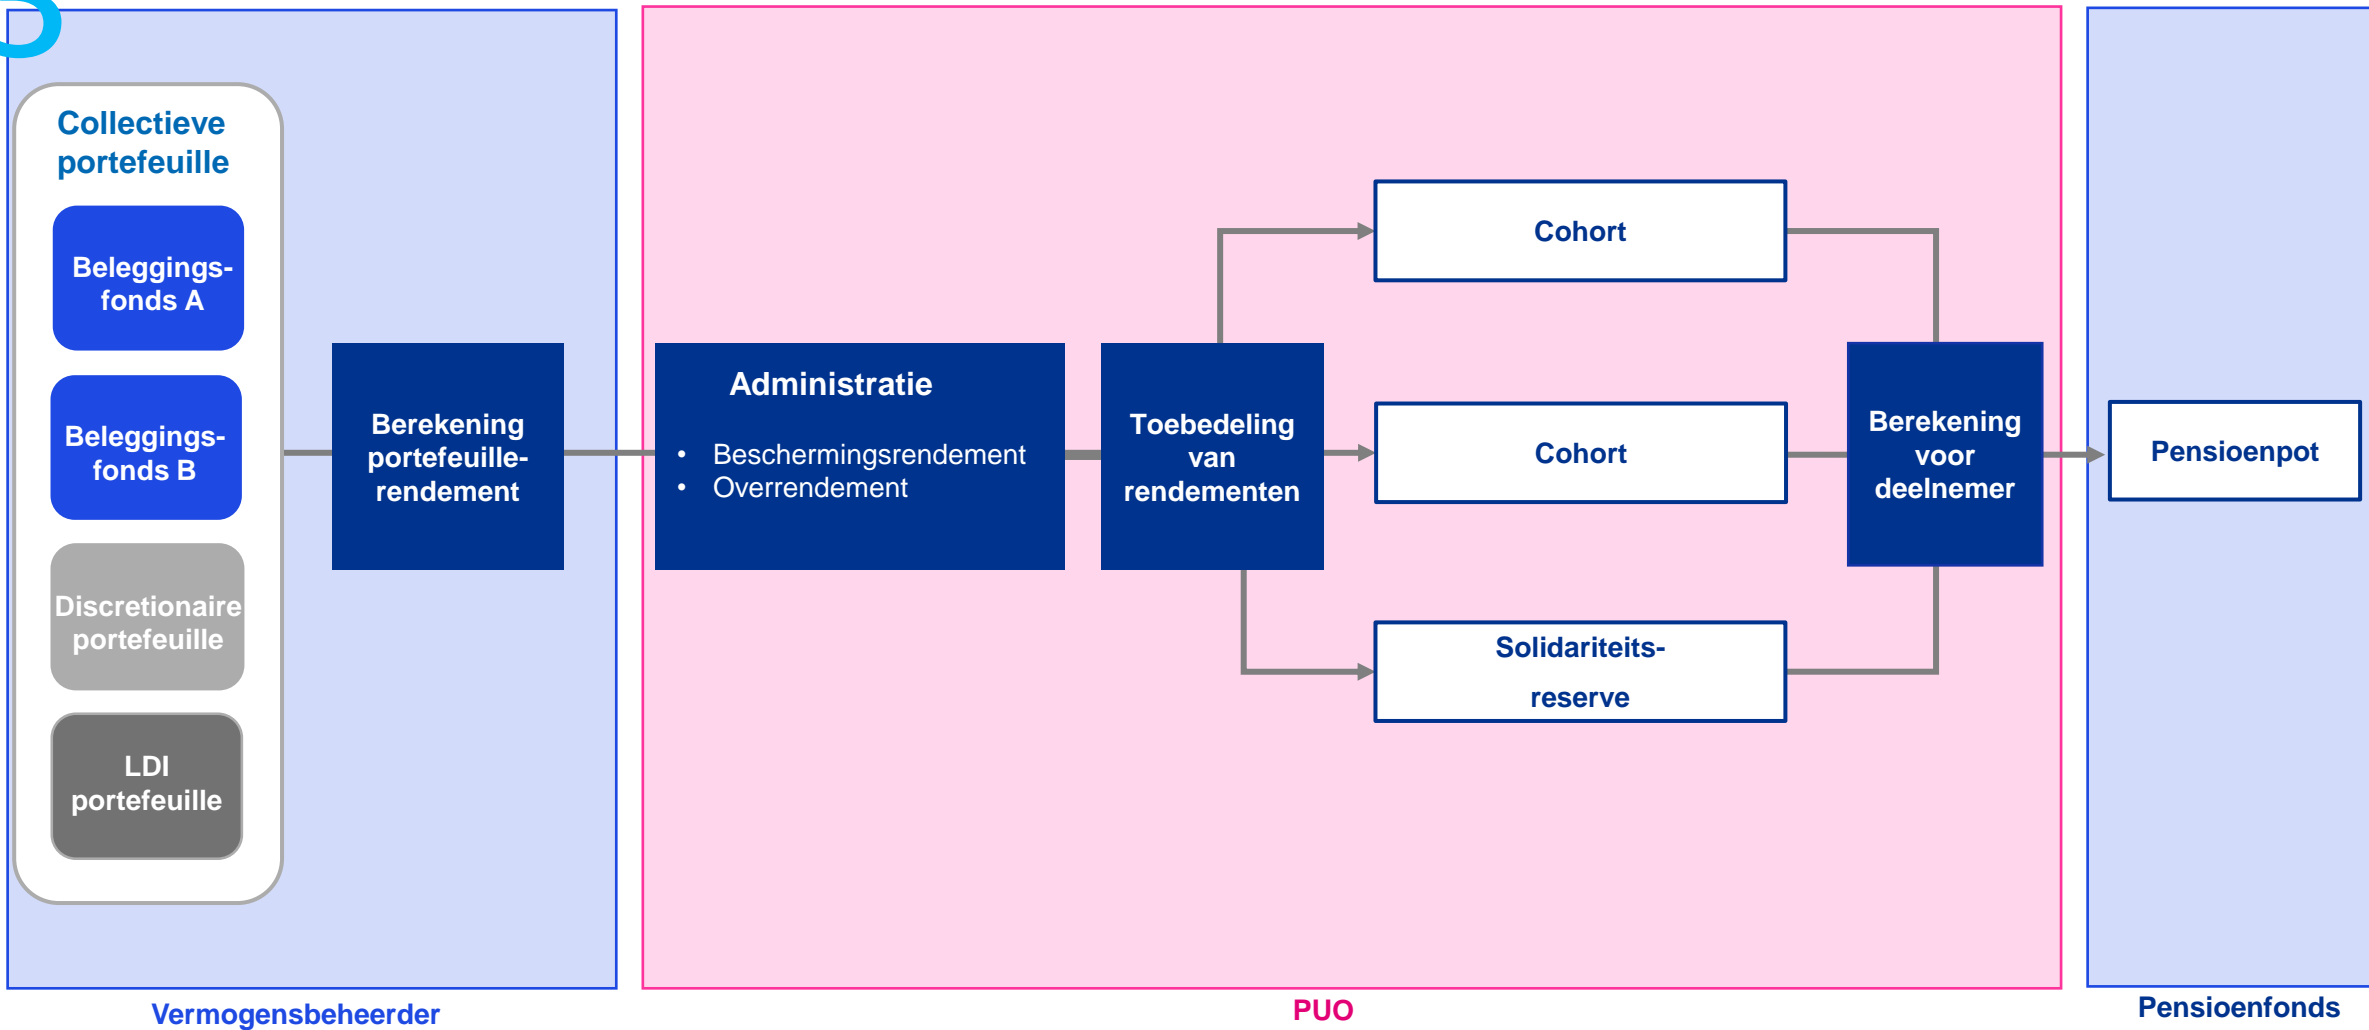 Collectieve
portefeuille
Beleggings-
fonds A
Beleggings-
fonds B
Discretionaire
portefeuille
LDI
portefeuille
Berekening
portefeuille-
rendement
Vermogensbeheerder
Administratie
• Beschermingsrendement
• Overrendement
Toebedeling
van
rendementen
Cohort
Cohort
Solidariteits-
reserve
Berekening
voor
deelnemer
PUO
Pensioenpot
Pensioenfonds